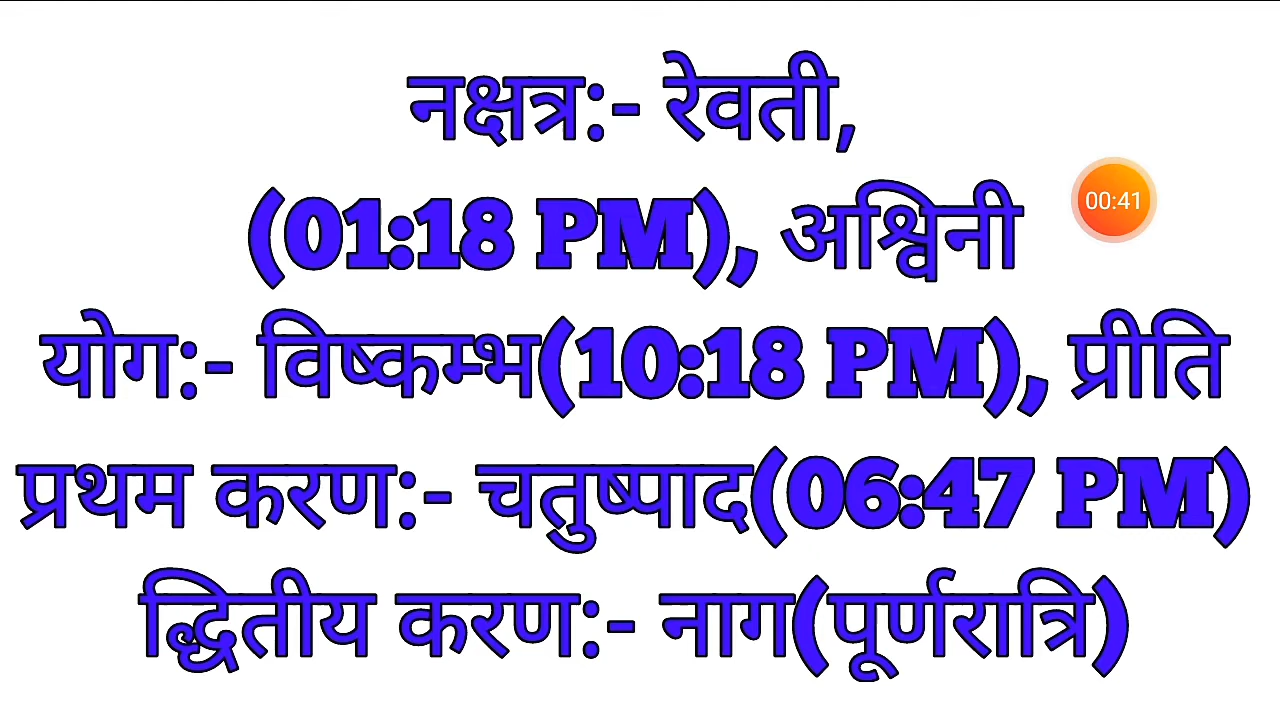 नक्षत्र:- रेवती,
(01:18 PM), अश्विनी
00:41
योग:- विष्कम्भ(10:18 PM), प्रीति
प्रथम करण:- चतुष्पाद(06:47 PM)
द्धितीय करण:- नाग(पूर्णरात्रि)